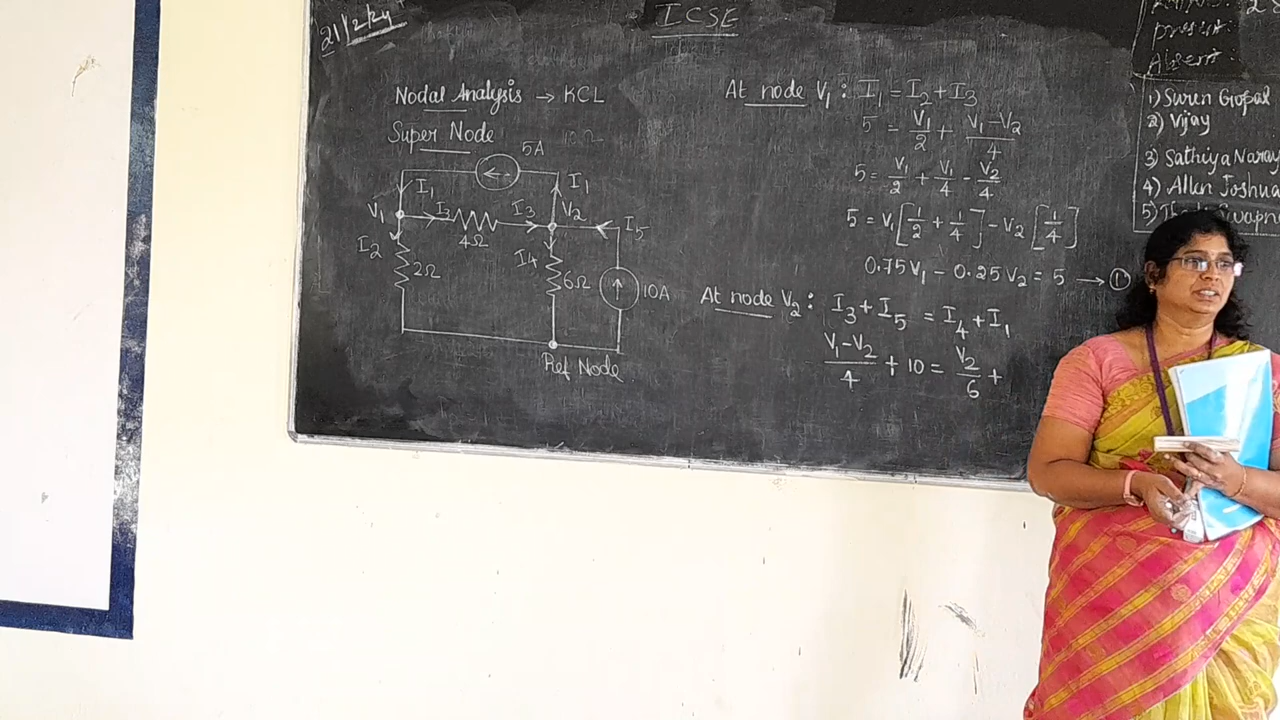 21/2/24
ICSE
Nodal Analysis → KCL
Super Node
10Ω
5A
I₁
I₁
V₁
I₃
I₃
V₂
I₅
4Ω
I₂
I₄
2Ω
6Ω
10A
Ref Node
At node V₁ : I₁ = I₂ + I₃
5 = V₁/2 + (V₁-V₂)/4
5 = V₁/2 + V₁/4 - V₂/4
5 = V₁[1/2 + 1/4] - V₂[1/4]
0.75V₁ - 0.25V₂ = 5 → ①
At node V₂ : I₃ + I₅ = I₄ + I₁
(V₁-V₂)/4 + 10 = V₂/6 +
present:
Absent:
1) Suren Gopal
2) Vijay
3) Sathiya Naray
4) Allen Joshua
5)